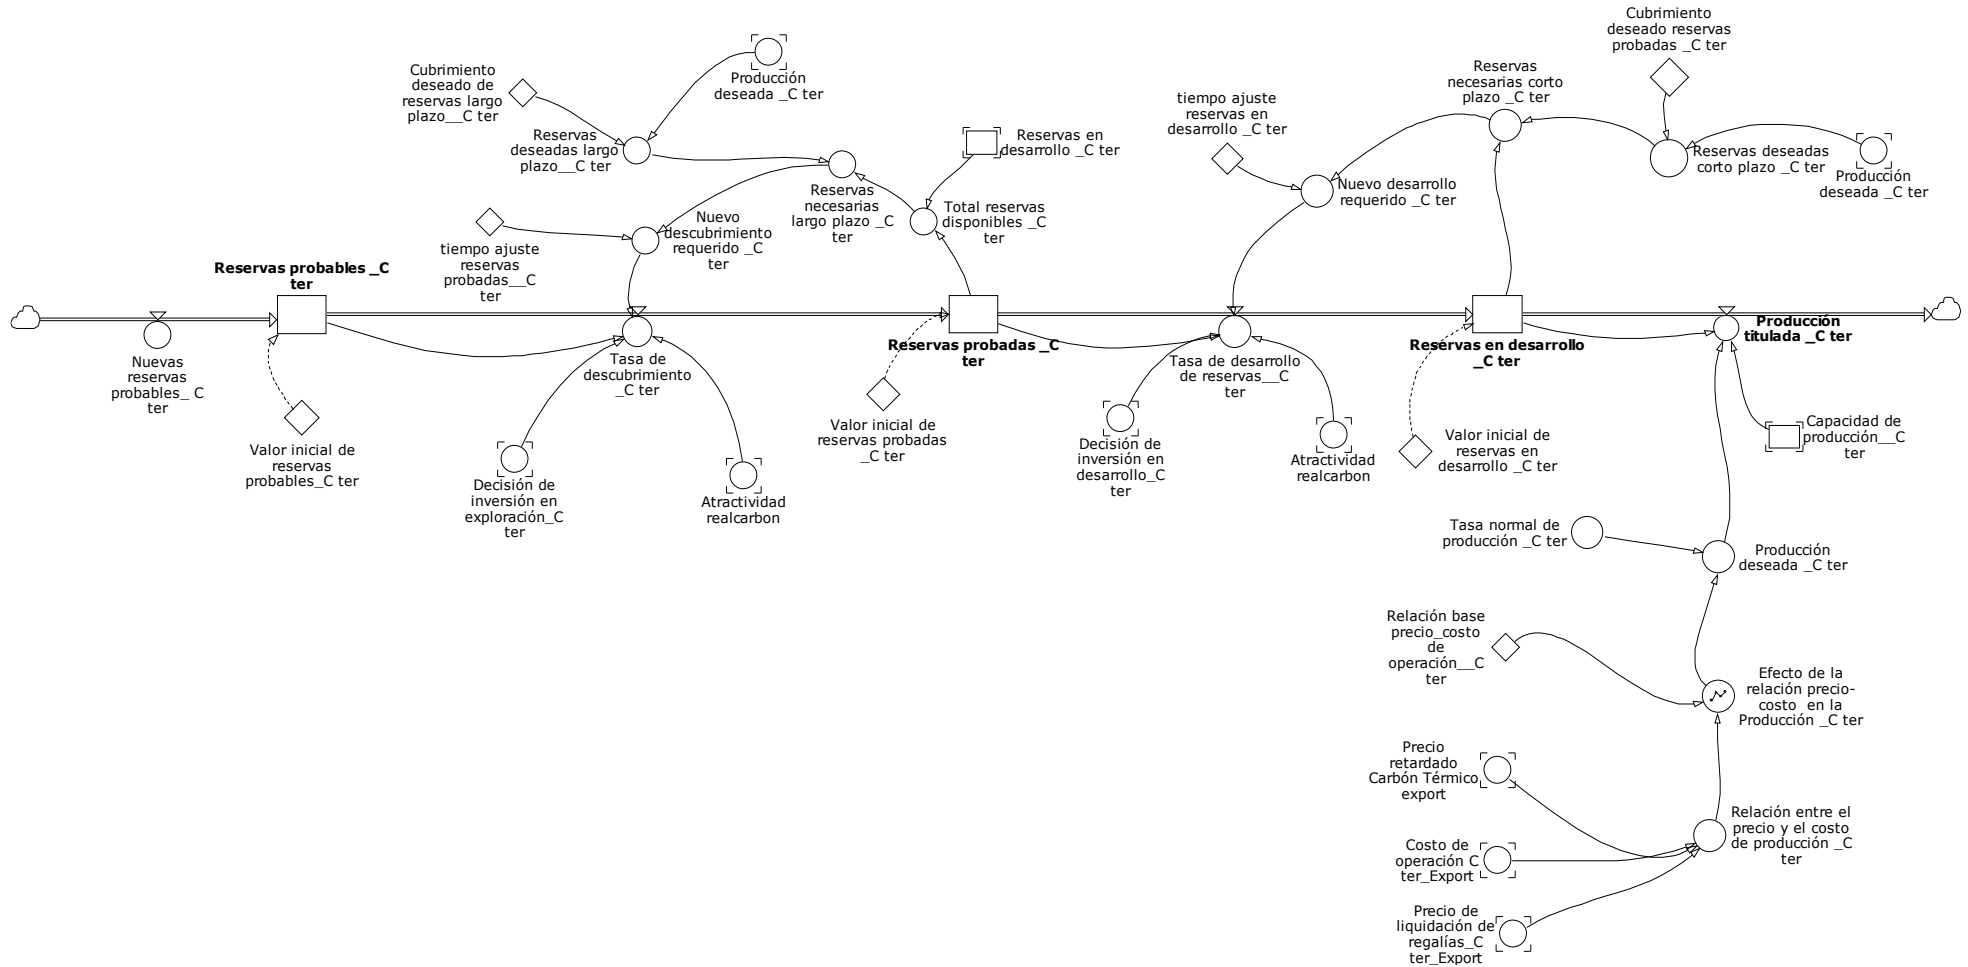 Cubrimiento
deseado de
reservas largo
plazo__C ter
Producción
deseada _C ter
Reservas
deseadas largo
plazo__C ter
Reservas
necesarias
largo plazo _C
ter
Reservas en
desarrollo _C ter
Total reservas
disponibles _C
ter
Nuevo
descubrimiento
requerido _C
ter
tiempo ajuste
reservas
probadas__C
ter
tiempo ajuste
reservas en
desarrollo _C ter
Reservas
necesarias corto
plazo _C ter
Cubrimiento
deseado reservas
probadas _C ter
Reservas deseadas
corto plazo _C ter
Producción
deseada _C ter
Nuevo desarrollo
requerido _C ter
Reservas probables _C
ter
Nuevas
reservas
probables_ C
ter
Valor inicial de
reservas
probables_C ter
Tasa de
descubrimiento
_C ter
Decisión de
inversión en
exploración_C
ter
Atractividad
realcarbon
Reservas probadas _C
ter
Valor inicial de
reservas probadas
_C ter
Tasa de desarrollo
de reservas__C
ter
Decisión de
inversión en
desarrollo_C
ter
Atractividad
realcarbon
Reservas en desarrollo
_C ter
Valor inicial de
reservas en
desarrollo _C ter
Producción
titulada _C ter
Capacidad de
producción__C
ter
Tasa normal de
producción _C ter
Producción
deseada _C ter
Relación base
precio_costo
de
operación__C
ter
Efecto de la
relación precio-
costo  en la
Producción _C ter
Precio
retardado
Carbón Térmico
export
Costo de
operación C
ter_Export
Relación entre el
precio y el costo
de producción _C
ter
Precio de
liquidación de
regalías_C
ter_Export